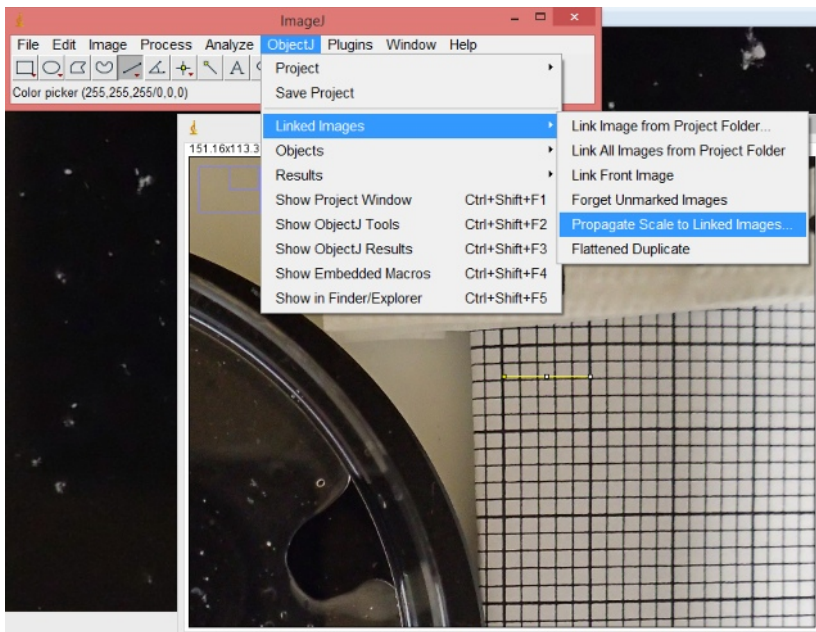 ImageJ
File Edit Image Process Analyze ObjectJ Plugins Window Help
A
Color picker (255,255,255/0,0,0)
151.16x113.3
Project
Save Project
Linked Images
Objects
Results
Show Project Window Ctrl+Shift+F1
Show ObjectJ Tools Ctrl+Shift+F2
Show ObjectJ Results Ctrl+Shift+F3
Show Embedded Macros Ctrl+Shift+F4
Show in Finder/Explorer Ctrl+Shift+F5
Link Image from Project Folder...
Link All Images from Project Folder
Link Front Image
Forget Unmarked Images
Propagate Scale to Linked Images...
Flattened Duplicate